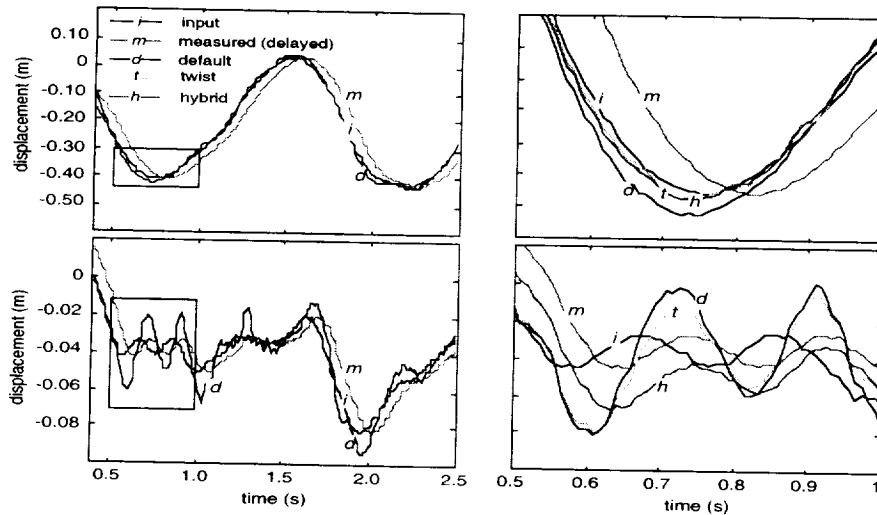 0.10
0
-0.10
-0.20
-0.30
-0.40
-0.50
displacement (m)
i input
m measured (delayed)
d default
t twist
h hybrid
m
i
d
i
m
d
t
h
0
-0.02
-0.04
-0.06
-0.08
displacement (m)
d
m
i
d
0.5 1.0 1.5 2.0 2.5
time (s)
m
i
t
d
h
0.5 0.6 0.7 0.8 0.9 1
time (s)